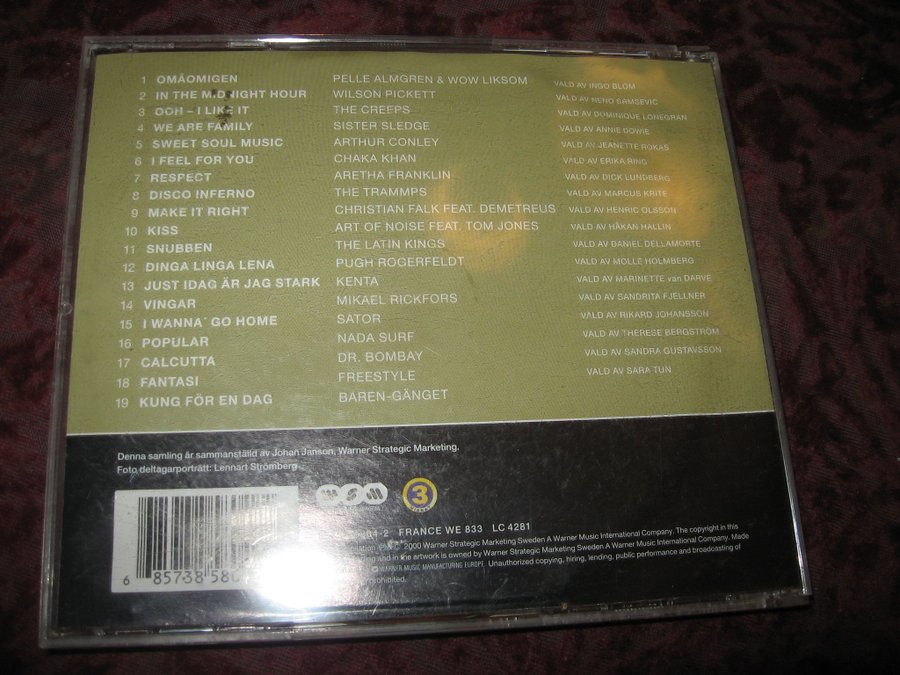 1 OMÅOMIGEN PELLE ALMGREN & WOW LIKSOM VALD AV INGO BLOM
2 IN THE MIDNIGHT HOUR WILSON PICKETT VALD AV NENO BAMSEVIC
3 OOH – I LIKE IT THE CREEPS VALD AV DOMINIQUE LONEGRAN
4 WE ARE FAMILY SISTER SLEDGE VALD AV ANNIE DOWIE
5 SWEET SOUL MUSIC ARTHUR CONLEY VALD AV JEANETTE ROKAS
6 I FEEL FOR YOU CHAKA KHAN VALD AV ERIKA RING
7 RESPECT ARETHA FRANKLIN VALD AV DICK LUNDBERG
8 DISCO INFERNO THE TRAMMPS VALD AV MARCUS KRITE
9 MAKE IT RIGHT CHRISTIAN FALK FEAT. DEMETREUS VALD AV HENRIC OLSSON
10 KISS ART OF NOISE FEAT. TOM JONES VALD AV HÅKAN HALLIN
11 SNUBBEN THE LATIN KINGS VALD AV DANIEL DELLAMORTE
12 DINGA LINGA LENA PUGH ROGERFELDT VALD AV MOLLE HOLMBERG
13 JUST IDAG ÄR JAG STARK KENTA VALD AV MARINETTE van DARVÉ
14 VINGAR MIKAEL RICKFORS VALD AV SANDRITA FJELLNER
15 I WANNA´ GO HOME SATOR VALD AV RIKARD JOHANSSON
16 POPULAR NADA SURF VALD AV THERESE BERGSTRÖM
17 CALCUTTA DR. BOMBAY VALD AV SANDRA GUSTAVSSON
18 FANTASI FREESTYLE VALD AV SARA TUN
19 KUNG FÖR EN DAG BAREN-GÄNGET
Denna samling är sammanställd av Johan Janson, Warner Strategic Marketing.
Foto deltagarporträtt: Lennart Strömberg
WSM 3
04-2 FRANCE WE 833 LC 4281
2000 Warner Strategic Marketing Sweden A Warner Music International Company. The copyright in this
and in the artwork is owned by Warner Strategic Marketing Sweden A Warner Music International Company. Made
WARNER MUSIC MANUFACTURING EUROPE. Unauthorized copying, hiring, lending, public performance and broadcasting of
prohibited.
6 85738 580